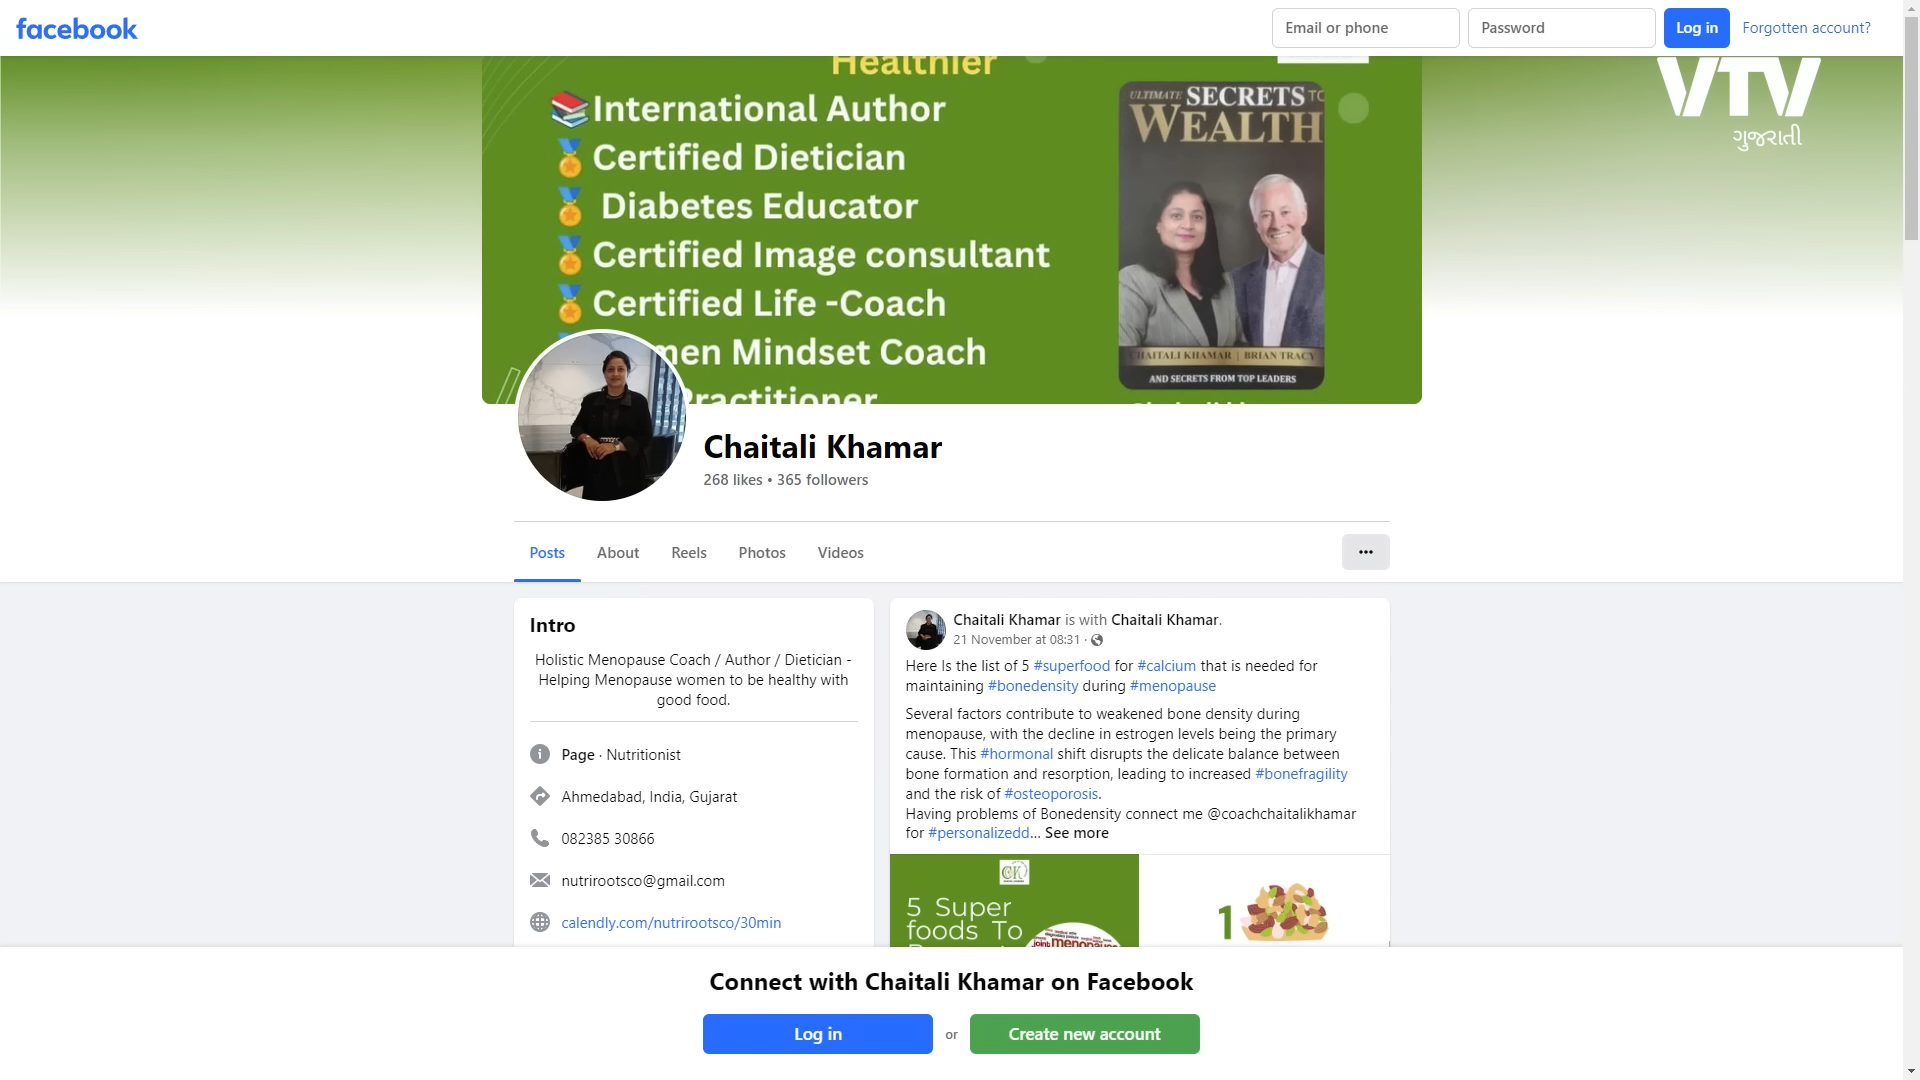 facebook
Email or phone
Password
Log in
Forgotten account?
VTV
ગુજરાતી
Healthier
📚International Author
🏅Certified Dietician
🏅 Diabetes Educator
🏅Certified Image consultant
🏅Certified Life -Coach
men Mindset Coach
Practitioner
ULTIMATE SECRETS TO
WEALTH
CHAITALI KHAMAR | BRIAN TRACY
AND SECRETS FROM TOP LEADERS
Chaitali Khamar
268 likes • 365 followers
Posts
About
Reels
Photos
Videos
Intro
Holistic Menopause Coach / Author / Dietician -
Helping Menopause women to be healthy with
good food.
Page · Nutritionist
Ahmedabad, India, Gujarat
082385 30866
nutrirootsco@gmail.com
calendly.com/nutrirootsco/30min
Chaitali Khamar is with Chaitali Khamar.
21 November at 08:31 ·
Here Is the list of 5 #superfood for #calcium that is needed for
maintaining #bonedensity during #menopause
Several factors contribute to weakened bone density during
menopause, with the decline in estrogen levels being the primary
cause. This #hormonal shift disrupts the delicate balance between
bone formation and resorption, leading to increased #bonefragility
and the risk of #osteoporosis.
Having problems of Bonedensity connect me @coachchaitalikhamar
for #personalizedd... See more
CK
5 Super
foods To
joint menopause
1
Connect with Chaitali Khamar on Facebook
Log in
or
Create new account